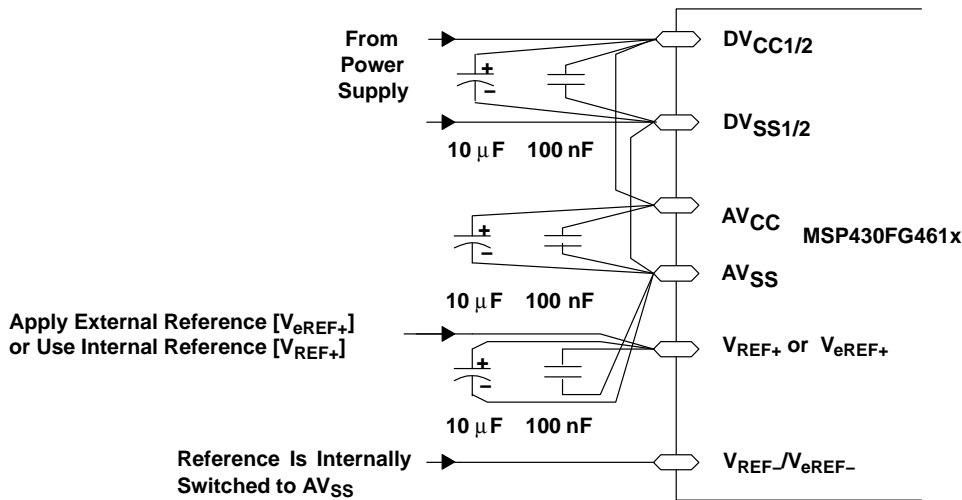 From
Power
Supply
DVCC1/2
+
−
DVSS1/2
10 μF 100 nF
AVCC
MSP430FG461x
+
−
AVSS
10 μF 100 nF
Apply External Reference [VeREF+]
or Use Internal Reference [VREF+]
VREF+ or VeREF+
+
−
10 μF 100 nF
Reference Is Internally
Switched to AVSS
VREF−/VeREF−